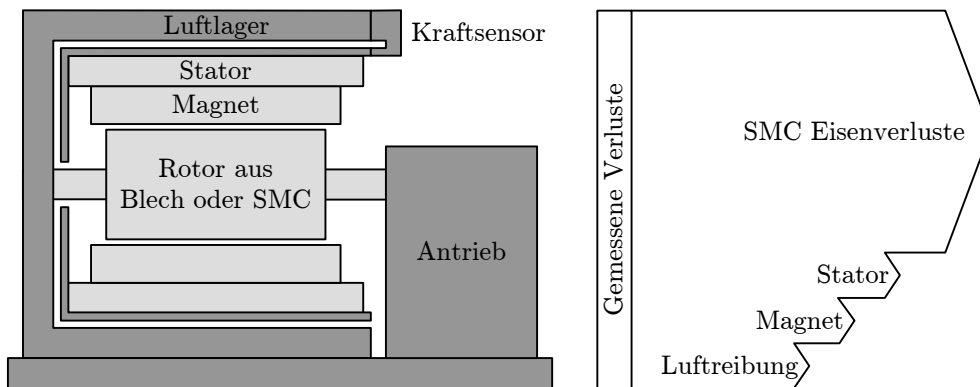 Luftlager
Kraftsensor
Stator
Magnet
Rotor aus
Blech oder SMC
Antrieb
Gemessene Verluste
SMC Eisenverluste
Stator
Magnet
Luftreibung